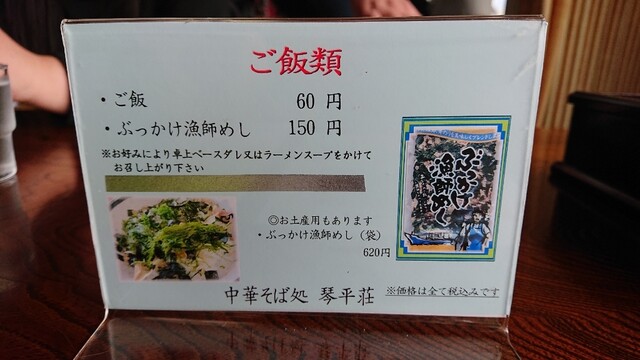 ご飯類
・ご飯 60 円
・ぶっかけ漁師めし 150 円
※お好みにより卓上ベースダレ又はラーメンスープをかけて
お召し上がり下さい
ぶっかけ
漁師めし
◎お土産用もあります
・ぶっかけ漁師めし（袋）
620円
中華そば処 琴平荘
※価格は全て税込みです